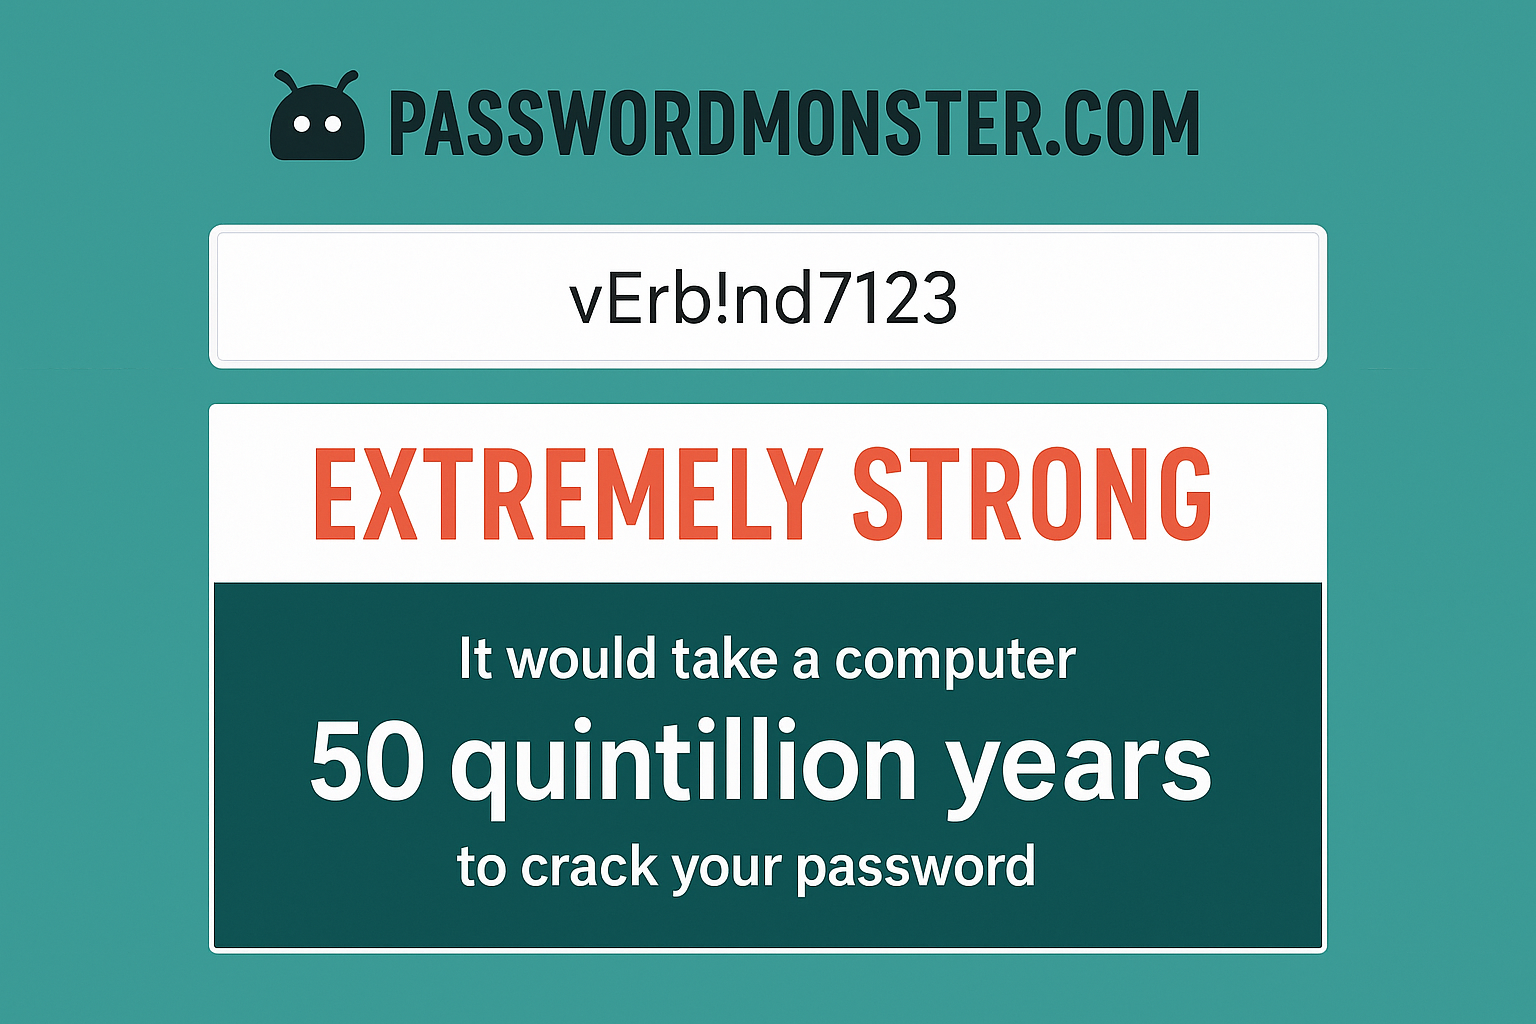 PASSWORDMONSTER.COM
vErb!nd7123
EXTREMELY STRONG
It would take a computer
50 quintillion years
to crack your password